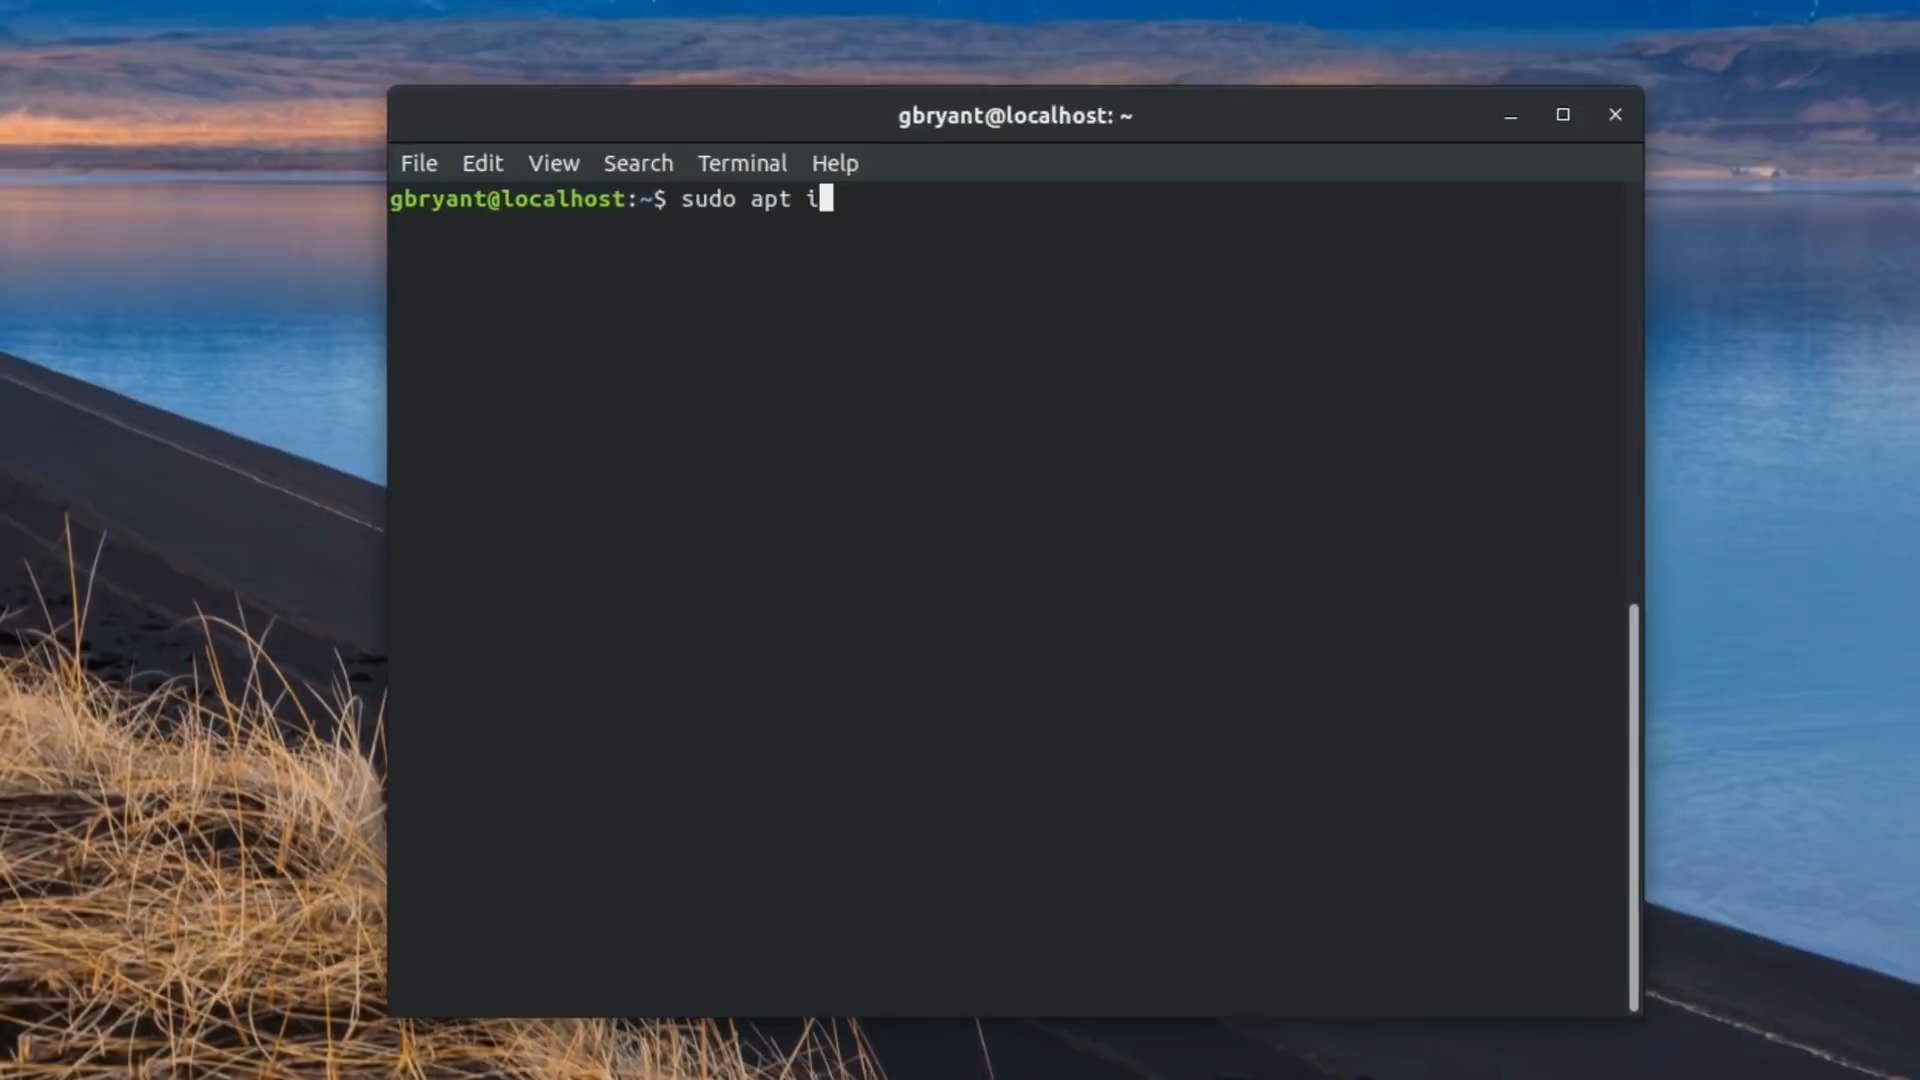 gbryant@localhost: ~
File Edit View Search Terminal Help
gbryant@localhost:~$ sudo apt i